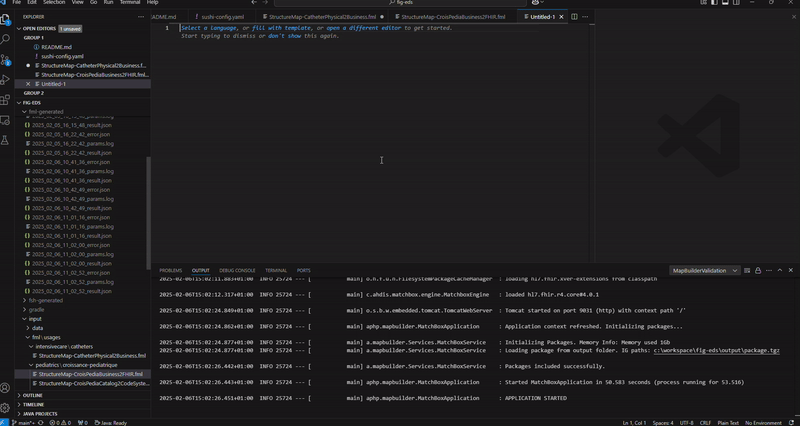 File Edit Selection View Go Run Terminal Help
fig-eds
EXPLORER
README.md
sushi-config.yaml
StructureMap-CatheterPhysical2Business.fml
StructureMap-CroisPediaBusiness2FHIR.fml
Untitled-1
OPEN EDITORS 1 unsaved
GROUP 1
README.md
sushi-config.yaml
StructureMap-CatheterPhysical2Business.f...
StructureMap-CroisPediaBusiness2FHIR.fml...
Untitled-1
GROUP 2
FIG-EDS
fml-generated
2025_02_05_16_15_48_result.json
2025_02_05_16_22_42_error.json
2025_02_05_16_22_42_params.log
2025_02_05_16_22_42_result.json
2025_02_06_10_41_36_error.json
2025_02_06_10_41_36_params.log
2025_02_06_10_41_36_result.json
2025_02_06_10_42_49_error.json
2025_02_06_10_42_49_params.log
2025_02_06_10_42_49_result.json
2025_02_06_11_01_16_error.json
2025_02_06_11_01_16_params.log
2025_02_06_11_01_16_result.json
2025_02_06_11_02_00_error.json
2025_02_06_11_02_00_params.log
2025_02_06_11_02_52_error.json
2025_02_06_11_02_52_params.log
2025_02_06_11_02_52_result.json
fsh-generated
gradle
input
data
fml\usages
intensivecare \ catheters
StructureMap-CatheterPhysical2Business.fml
pediatrics \ croissance-pediatrique
StructureMap-CroisPediaBusiness2FHIR.fml
StructureMap-CroisPediaCatalog2CodeSyste...
OUTLINE
TIMELINE
JAVA PROJECTS
1
Select a language, or fill with template, or open a different editor to get started.
Start typing to dismiss or don't show this again.
PROBLEMS OUTPUT DEBUG CONSOLE TERMINAL PORTS
MapBuilderValidation
2025-02-06T15:02:11.883+01:00 INFO 25724 --- [ main] o.h.f.u.n.FilesystemPackageCacheManager : loading hl7.fhir.xver-extensions from classpath
2025-02-06T15:02:12.317+01:00 INFO 25724 --- [ main] c.ahdis.matchbox.engine.MatchboxEngine : loaded hl7.fhir.r4.core#4.0.1
2025-02-06T15:02:24.849+01:00 INFO 25724 --- [ main] o.s.b.w.embedded.tomcat.TomcatWebServer : Tomcat started on port 9031 (http) with context path '/'
2025-02-06T15:02:24.862+01:00 INFO 25724 --- [ main] aphp.mapbuilder.MatchBoxApplication : Application context refreshed. Initializing packages...
2025-02-06T15:02:24.866+01:00 INFO 25724 --- [ main] a.mapbuilder.Services.MatchBoxService : Initializing Packages. Memory Info: Memory used 1Gb
2025-02-06T15:02:24.877+01:00 INFO 25724 --- [ main] a.mapbuilder.Services.MatchBoxService : Loading package from output folder. IG paths: c:\workspace\fig-eds\output\package.tgz
2025-02-06T15:02:26.442+01:00 INFO 25724 --- [ main] a.mapbuilder.Services.MatchBoxService : Packages included successfully.
2025-02-06T15:02:26.443+01:00 INFO 25724 --- [ main] aphp.mapbuilder.MatchBoxApplication : Started MatchBoxApplication in 50.583 seconds (process running for 53.516)
2025-02-06T15:02:26.451+01:00 INFO 25724 --- [ main] aphp.mapbuilder.MatchBoxApplication : APPLICATION STARTED
main* 0 0 0 Java: Ready
Ln 1, Col 1 Spaces: 4 UTF-8 CRLF Plain Text No Environment